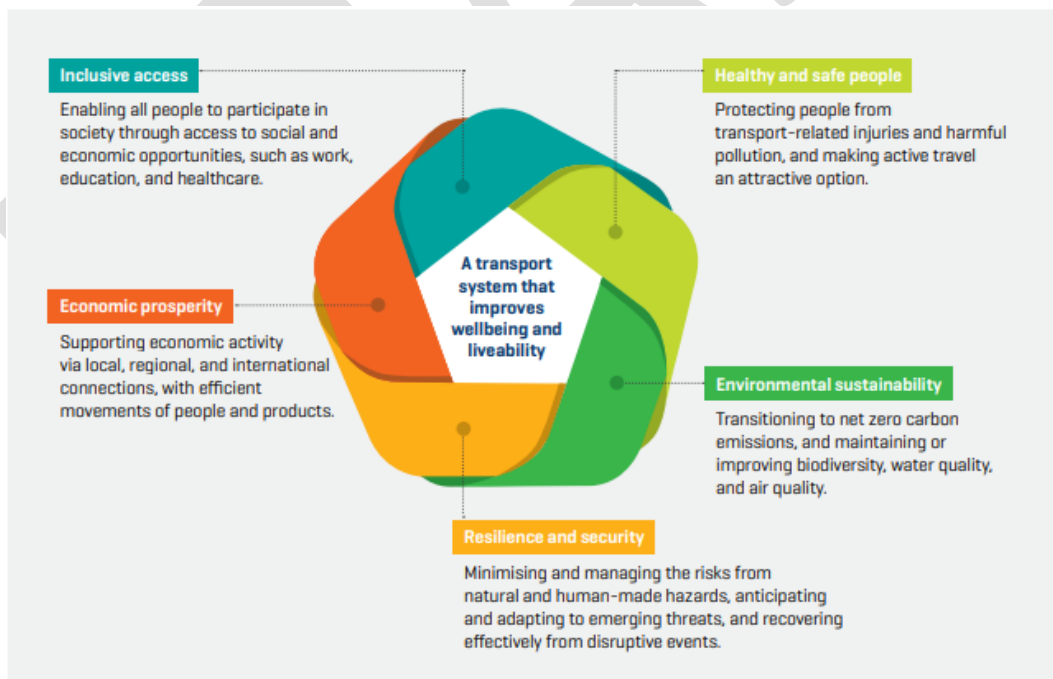 Inclusive access
Enabling all people to participate in
society through access to social and
economic opportunities, such as work,
education, and healthcare.
Healthy and safe people
Protecting people from
transport-related injuries and harmful
pollution, and making active travel
an attractive option.
A transport
system that
improves
wellbeing and
liveability
Economic prosperity
Supporting economic activity
via local, regional, and international
connections, with efficient
movements of people and products.
Environmental sustainability
Transitioning to net zero carbon
emissions, and maintaining or
improving biodiversity, water quality,
and air quality.
Resilience and security
Minimising and managing the risks from
natural and human-made hazards, anticipating
and adapting to emerging threats, and recovering
effectively from disruptive events.